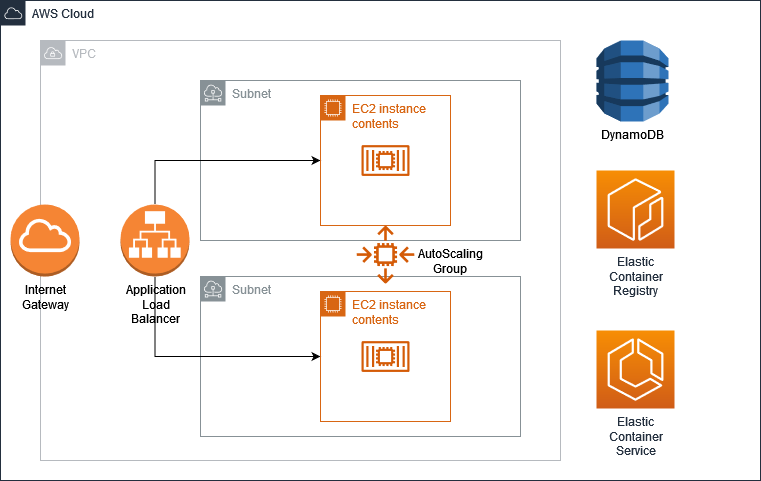 AWS Cloud
VPC
Subnet
EC2 instance
contents
DynamoDB
Internet
Gateway
Application
Load
Balancer
AutoScaling
Group
Elastic
Container
Registry
Subnet
EC2 instance
contents
Elastic
Container
Service